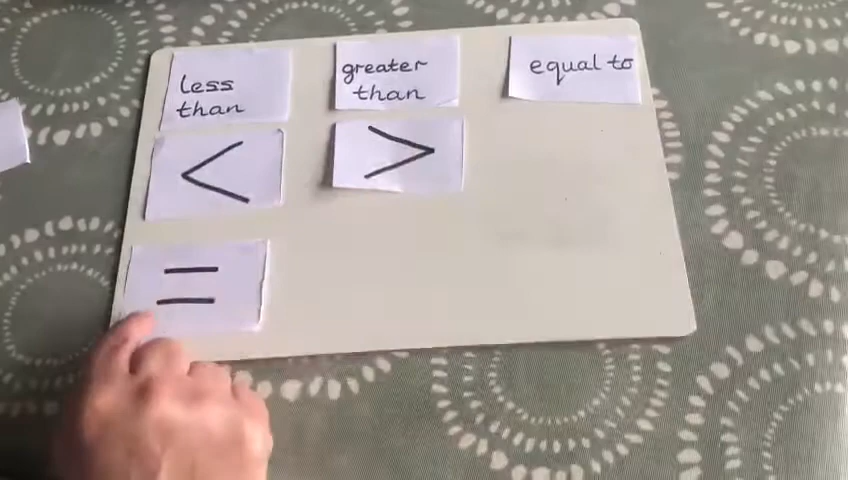 less
than
greater
than
equal to
<
>
=